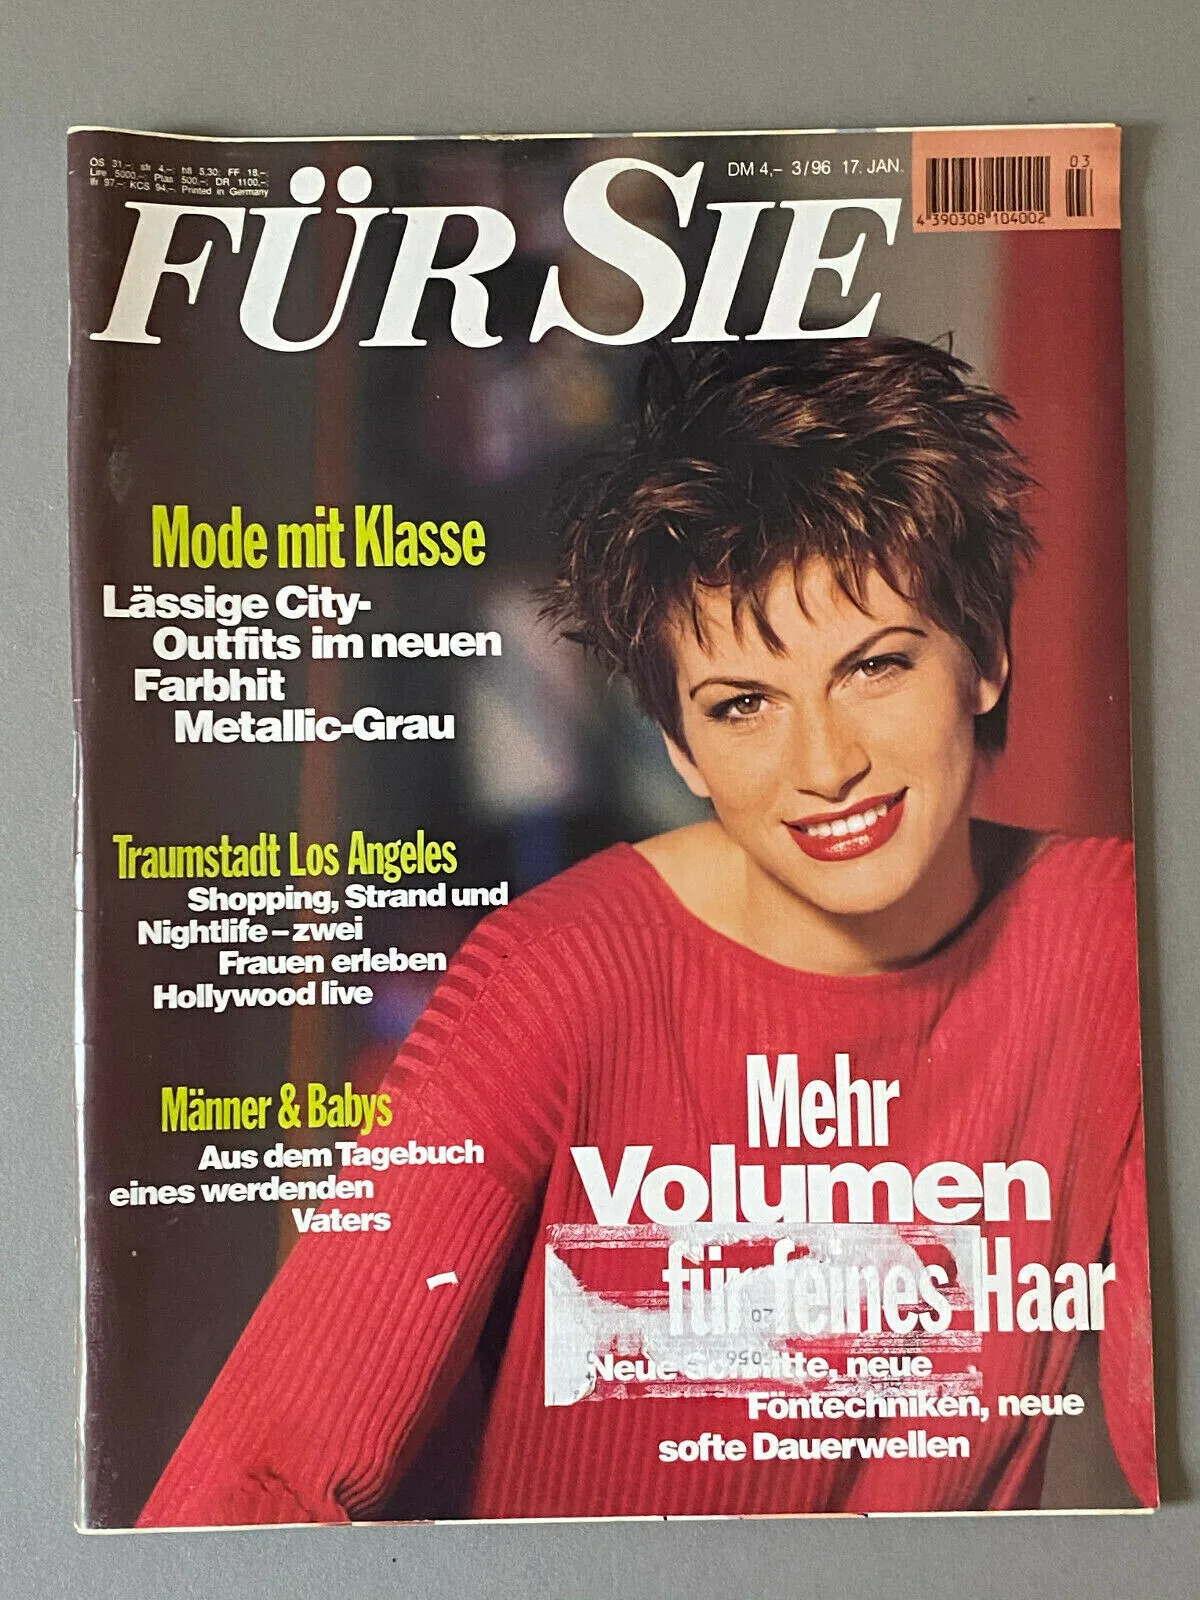 ÖS 31,-; sfr 4,-; hfl 5,30; FF 18,-;
Lire 5000,-; Ptas 500,-; DR 1100,-;
lfr 97,-; KCS 94,-. Printed in Germany
DM 4,– 3/96 17. JAN.
03
4 390308 104002
FÜR SIE
Mode mit Klasse
Lässige City-
Outfits im neuen
Farbhit
Metallic-Grau
Traumstadt Los Angeles
Shopping, Strand und
Nightlife – zwei
Frauen erleben
Hollywood live
Männer & Babys
Aus dem Tagebuch
eines werdenden
Vaters
Mehr
Volumen
für feines Haar
Neue Schnitte, neue
Föntechniken, neue
softe Dauerwellen